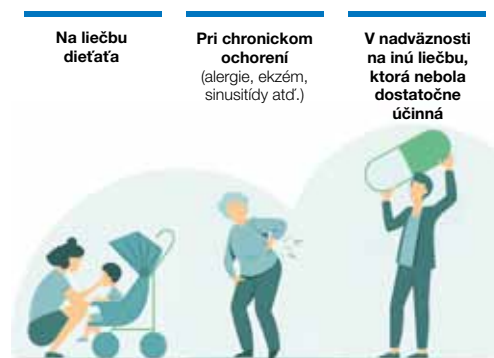 Na liečbu
dieťaťa
Pri chronickom
ochorení
(alergie, ekzém,
sinusitídy atď.)
V nadväznosti
na inú liečbu,
ktorá nebola
dostatočne
účinná